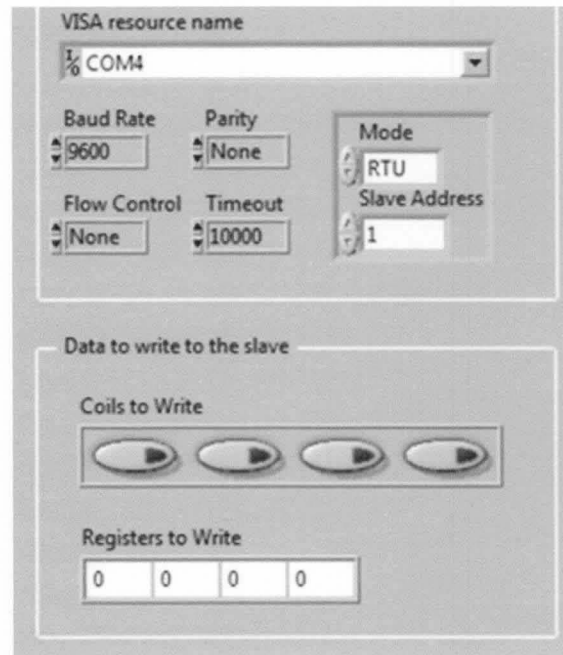 VISA resource name
I/O COM4
Baud Rate Parity
9600 None
Mode
RTU
Flow Control Timeout
None 10000
Slave Address
1
Data to write to the slave
Coils to Write
Registers to Write
0 0 0 0